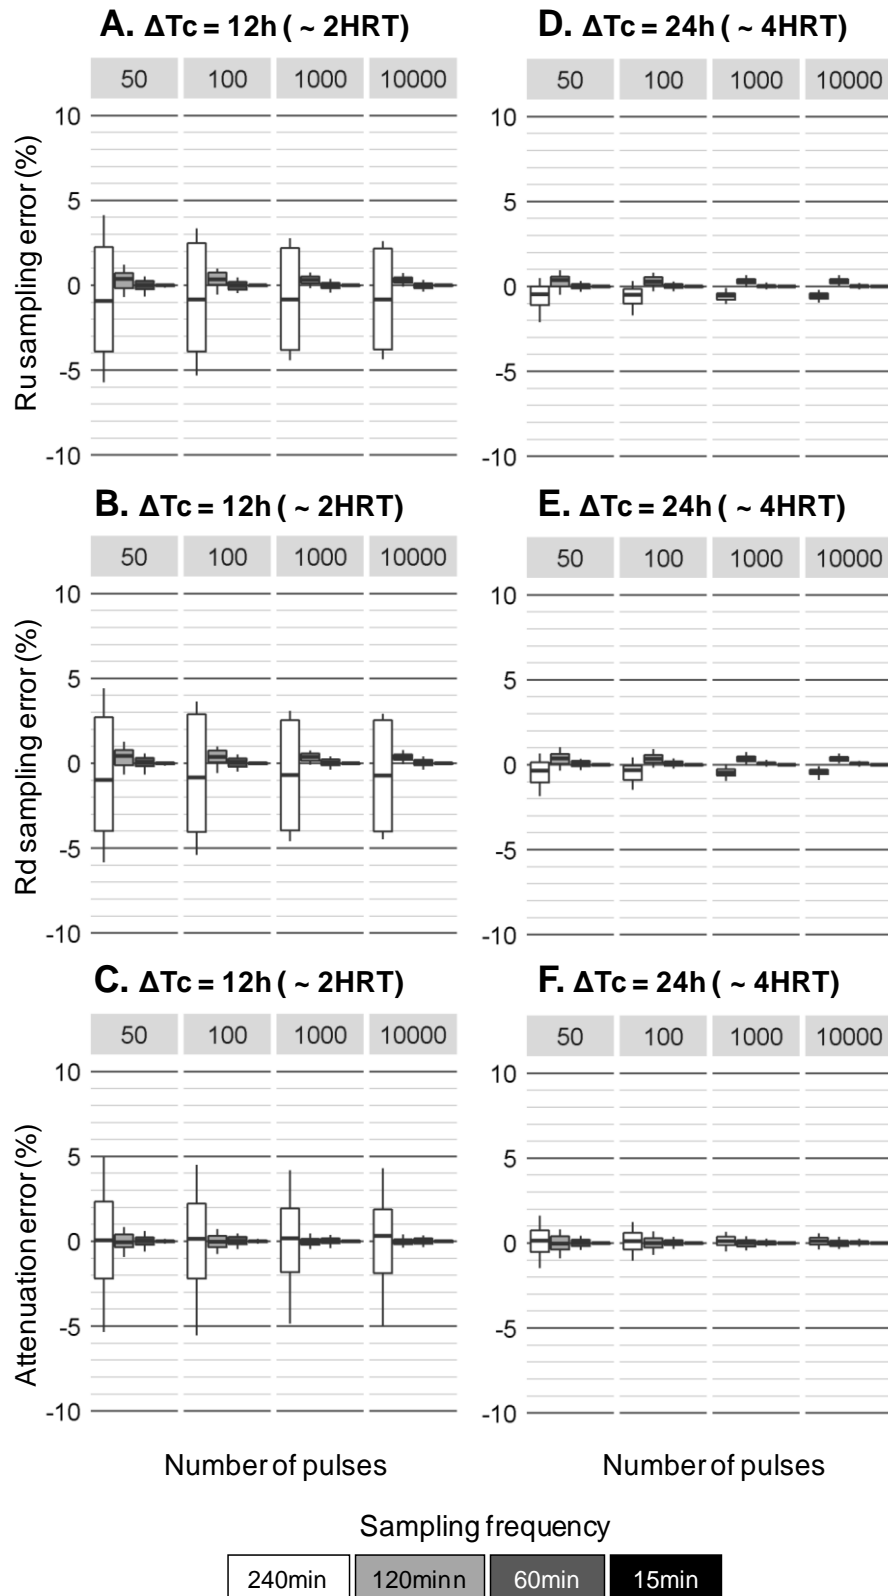 A. ΔTc = 12h ( ~ 2HRT)
50 100 1000 10000
Ru sampling error (%)
10
5
0
-5
-10
D. ΔTc = 24h ( ~ 4HRT)
50 100 1000 10000
10
5
0
-5
-10
B. ΔTc = 12h ( ~ 2HRT)
50 100 1000 10000
Rd sampling error (%)
10
5
0
-5
-10
E. ΔTc = 24h ( ~ 4HRT)
50 100 1000 10000
10
5
0
-5
-10
C. ΔTc = 12h ( ~ 2HRT)
50 100 1000 10000
Attenuation error (%)
10
5
0
-5
-10
Number of pulses
F. ΔTc = 24h ( ~ 4HRT)
50 100 1000 10000
10
5
0
-5
-10
Number of pulses
Sampling frequency
240min 120minn 60min 15min